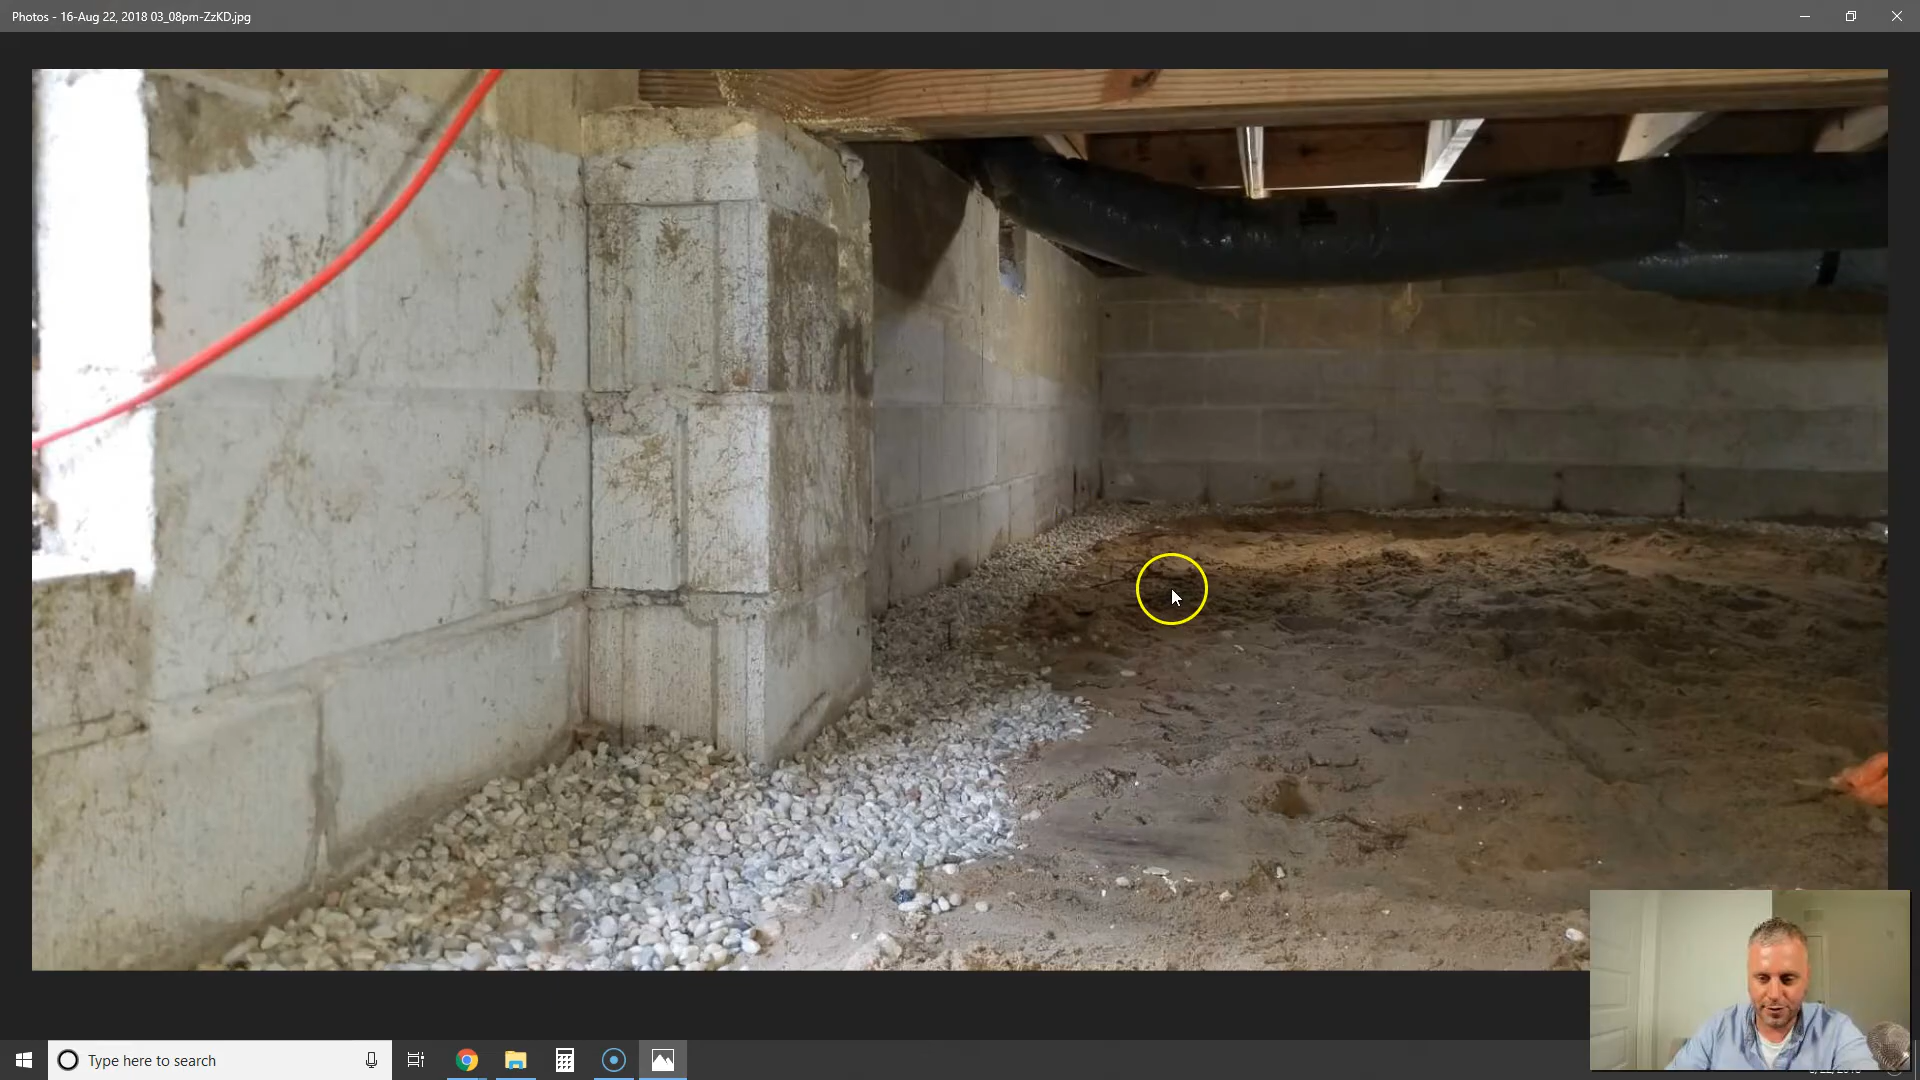 Photos - 16-Aug 22, 2018 03_08pm-ZzKD.jpg
Type here to search